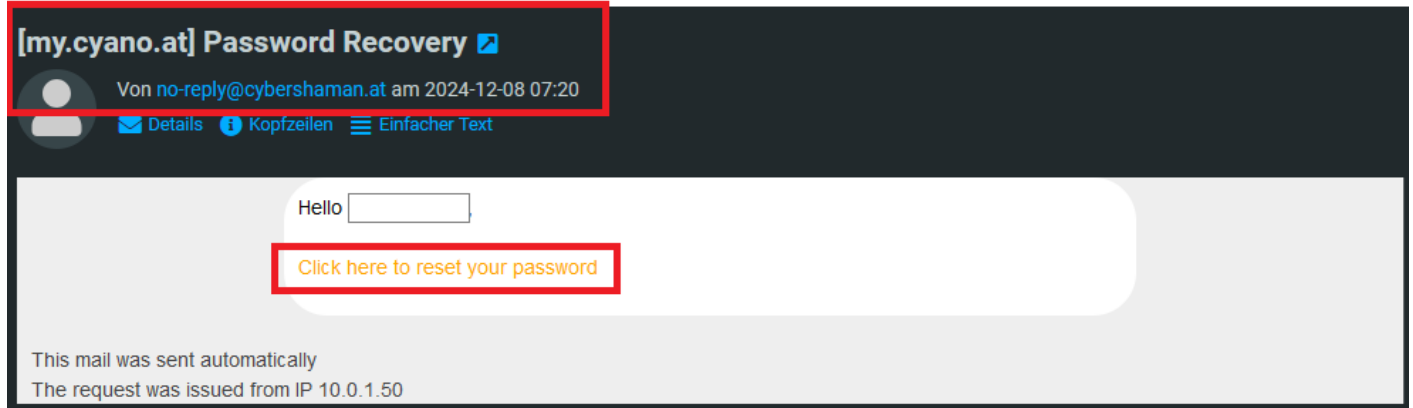 [my.cyano.at] Password Recovery
Von no-reply@cybershaman.at am 2024-12-08 07:20
Details Kopfzeilen Einfacher Text
Hello ,
Click here to reset your password
This mail was sent automatically
The request was issued from IP 10.0.1.50